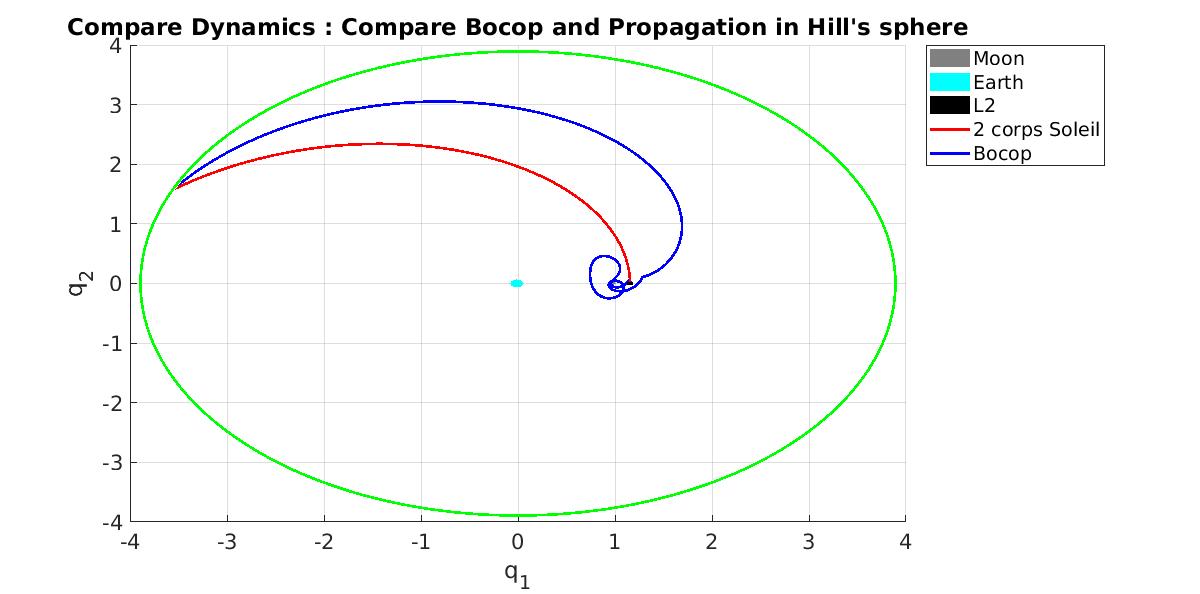 Compare Dynamics : Compare Bocop and Propagation in Hill's sphere
4
3
2
1
0
-1
-2
-3
-4
q2
-4 -3 -2 -1 0 1 2 3 4
q1
Moon
Earth
L2
2 corps Soleil
Bocop